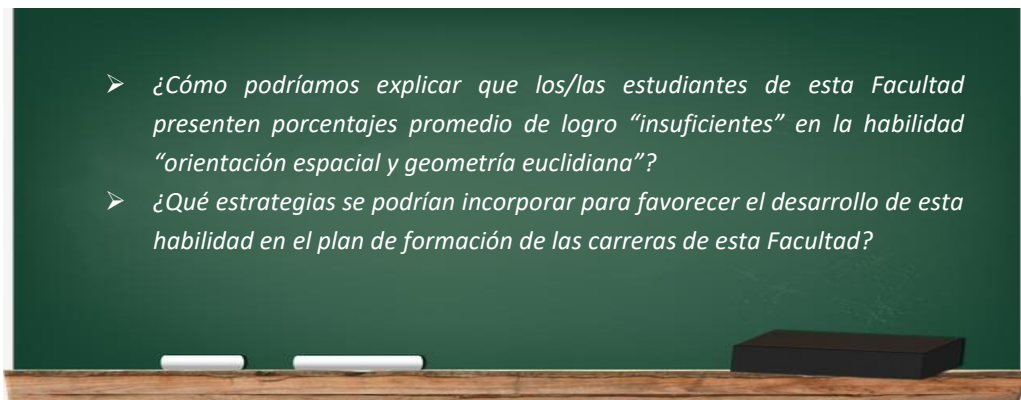 ➢ ¿Cómo podríamos explicar que los/las estudiantes de esta Facultad
presenten porcentajes promedio de logro “insuficientes” en la habilidad
“orientación espacial y geometría euclidiana”?
➢ ¿Qué estrategias se podrían incorporar para favorecer el desarrollo de esta
habilidad en el plan de formación de las carreras de esta Facultad?